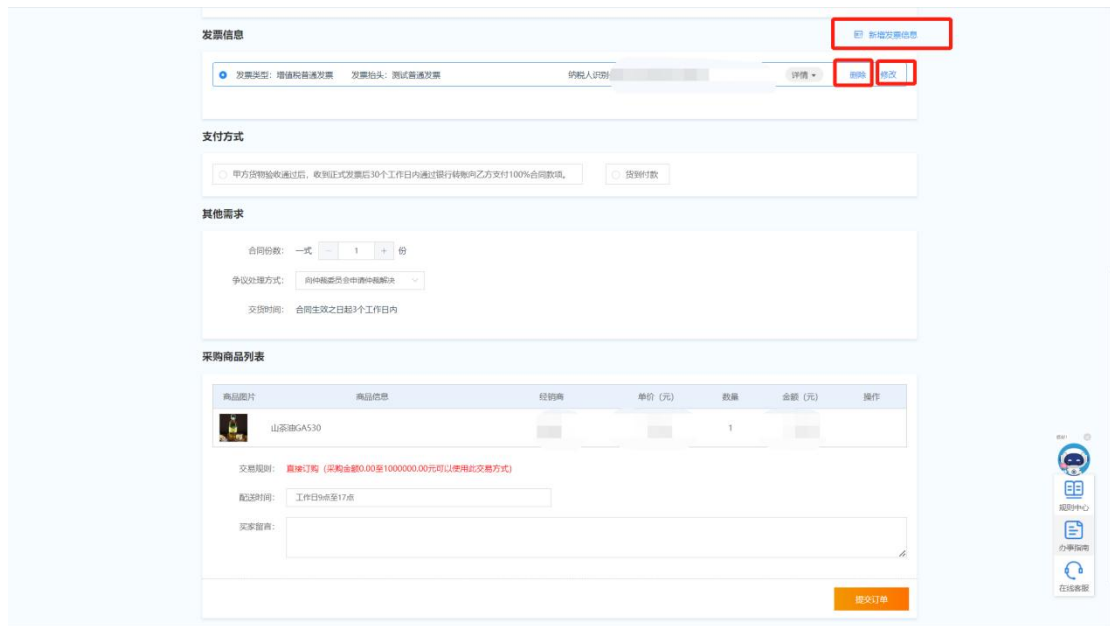 发票信息 新增发票信息
发票类型：增值税普通发票 发票抬头：测试普通发票 纳税人识别 详情 删除 修改
支付方式
甲方货物验收通过后，收到正式发票后30个工作日内通过银行转账向乙方支付100%合同款项。 货到付款
其他需求
合同份数： 一式 － 1 + 份
争议处理方式： 向仲裁委员会申请仲裁解决
交货时间： 合同生效之日起3个工作日内
采购商品列表
商品图片 商品信息 经销商 单价（元） 数量 金额（元） 操作
山茶油GA530 1
交易规则： 直接订购（采购金额0.00至1000000.00元可以使用此交易方式）
配送时间： 工作日9点至17点
买家留言：
提交订单
规则中心
办事指南
在线客服